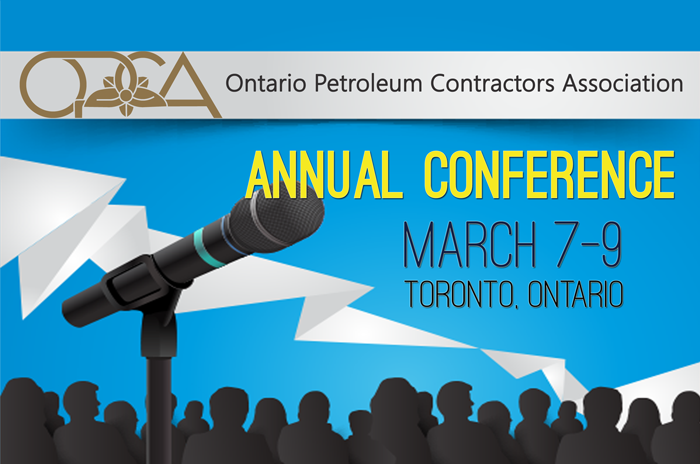 OPCA
Ontario Petroleum Contractors Association
ANNUAL CONFERENCE
MARCH 7-9
TORONTO, ONTARIO